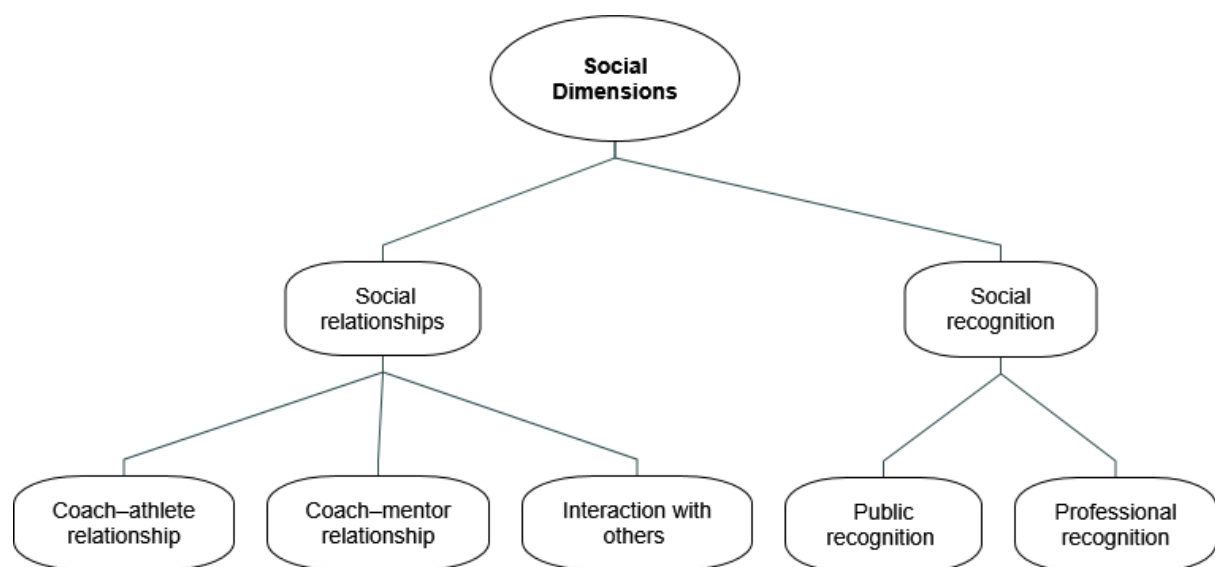 Social
Dimensions
Social
relationships
Social
recognition
Coach–athlete
relationship
Coach–mentor
relationship
Interaction with
others
Public
recognition
Professional
recognition